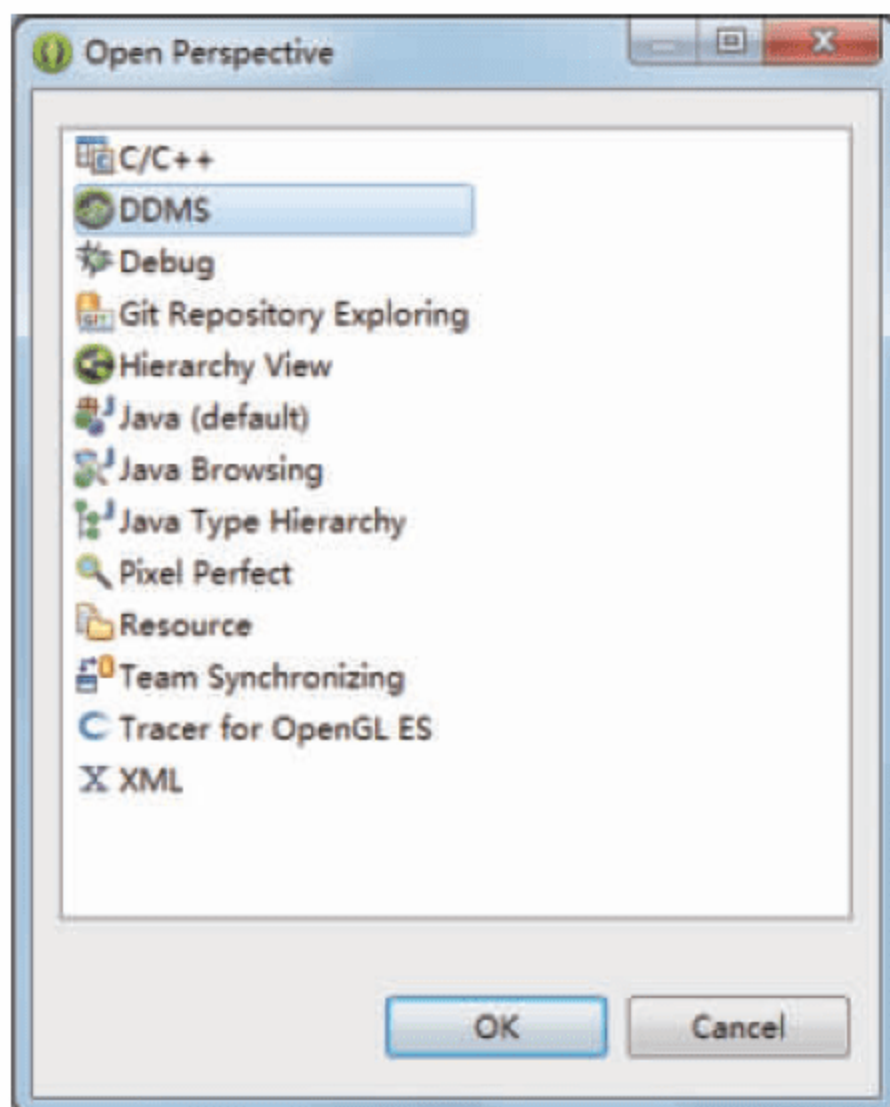 Open Perspective
C/C++
DDMS
Debug
Git Repository Exploring
Hierarchy View
Java (default)
Java Browsing
Java Type Hierarchy
Pixel Perfect
Resource
Team Synchronizing
Tracer for OpenGL ES
XML
OK
Cancel